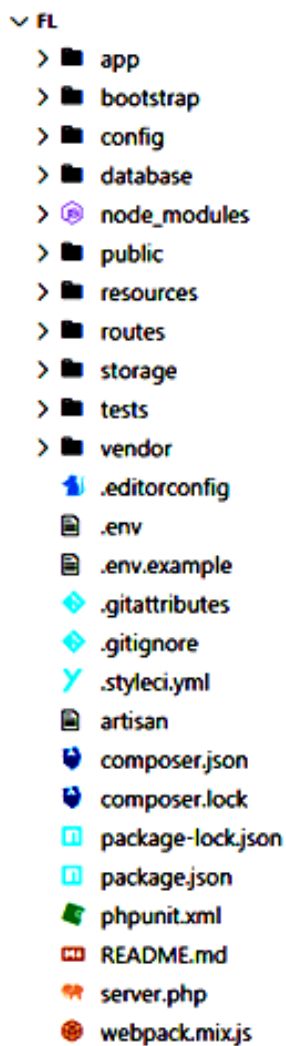 FL
app
bootstrap
config
database
node_modules
public
resources
routes
storage
tests
vendor
.editorconfig
.env
.env.example
.gitattributes
.gitignore
.styleci.yml
artisan
composer.json
composer.lock
package-lock.json
package.json
phpunit.xml
README.md
server.php
webpack.mix.js